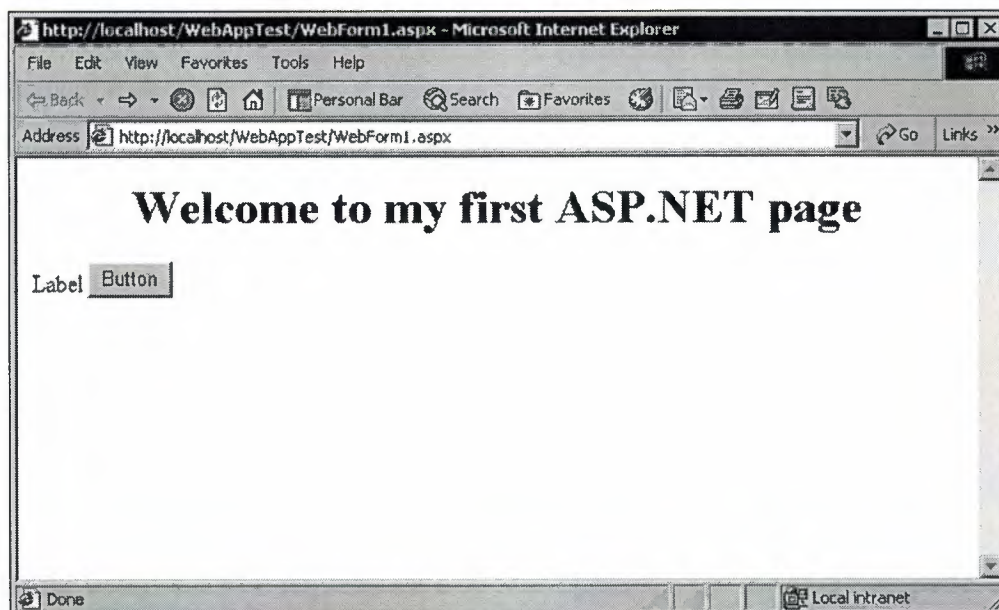 http://localhost/WebAppTest/WebForm1.aspx - Microsoft Internet Explorer
File Edit View Favorites Tools Help
Back Personal Bar Search Favorites
Address http://localhost/WebAppTest/WebForm1.aspx Go Links »
Welcome to my first ASP.NET page
Label Button
Done Local intranet